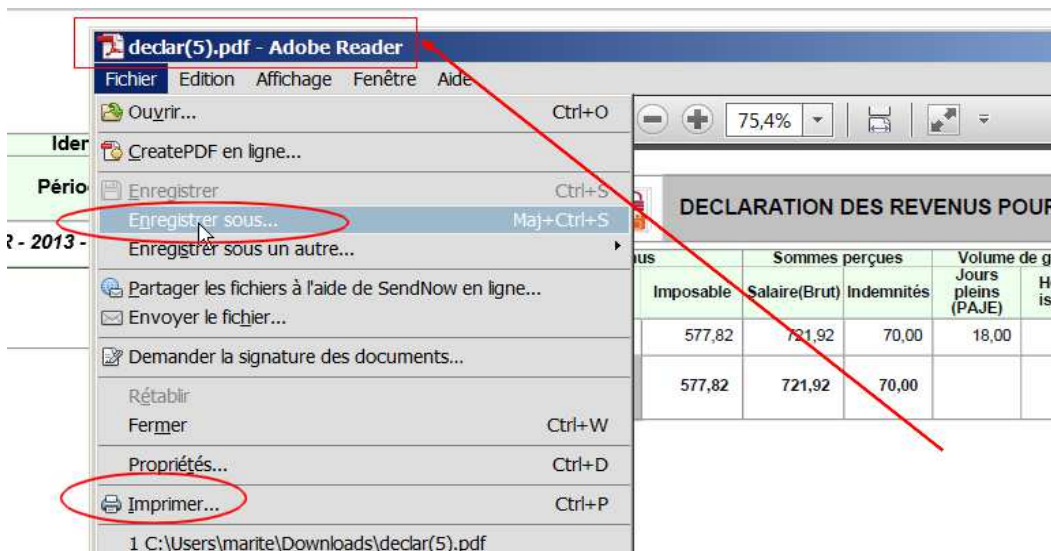 declar(5).pdf - Adobe Reader
Fichier Edition Affichage Fenêtre Aide
Ouvrir... Ctrl+O
75,4%
CreatePDF en ligne...
Enregistrer Ctrl+S
Enregistrer sous... Maj+Ctrl+S
R - 2013 -
Enregistrer sous un autre...
Partager les fichiers à l'aide de SendNow en ligne...
Envoyer le fichier...
Demander la signature des documents...
Rétablir
Fermer Ctrl+W
Propriétés... Ctrl+D
Imprimer... Ctrl+P
1 C:\Users\marite\Downloads\declar(5).pdf
DECLARATION DES REVENUS POUR
Sommes perçues Volume de g
Imposable Salaire(Brut) Indemnités Jours pleins (PAJE)
577,82 721,92 70,00 18,00
577,82 721,92 70,00